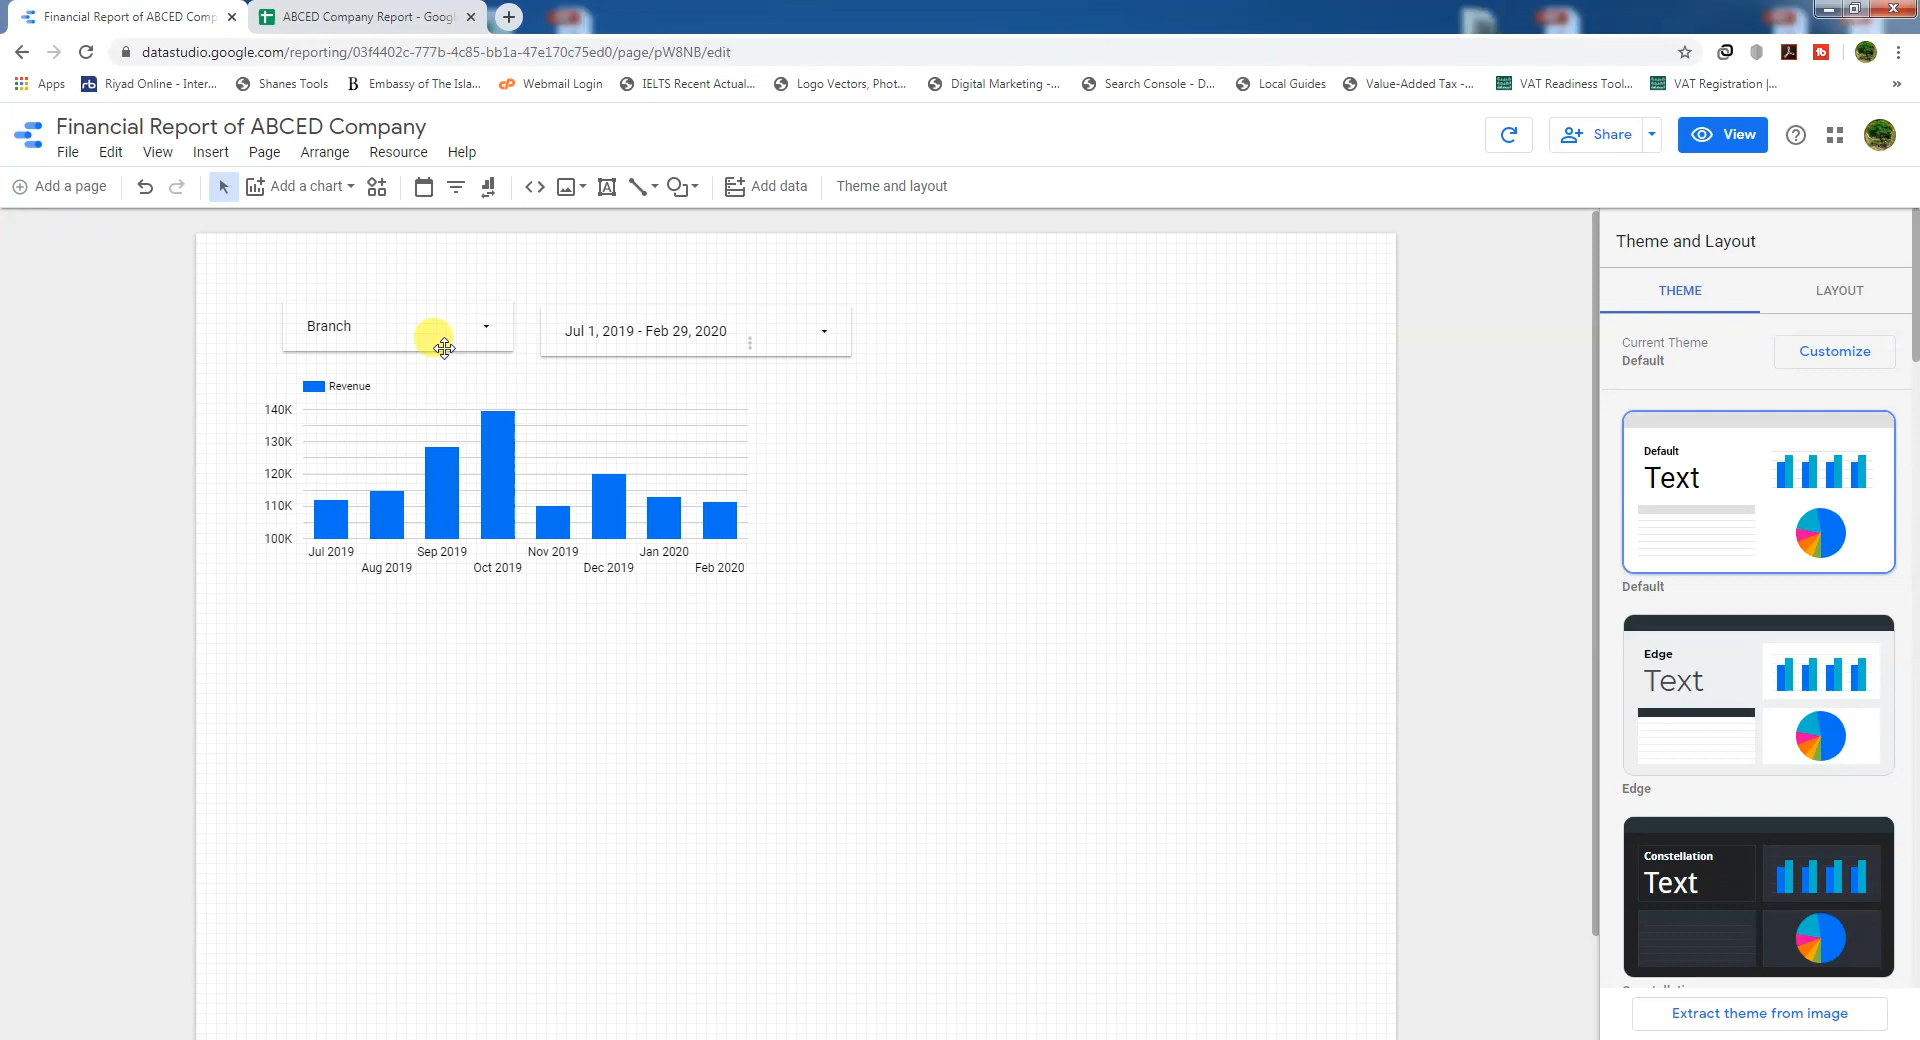 Financial Report of ABCED Comp
ABCED Company Report - Googl
datastudio.google.com/reporting/03f4402c-777b-4c85-bb1a-47e170c75ed0/page/pW8NB/edit
Apps
Riyad Online - Inter...
Shanes Tools
Embassy of The Isla...
Webmail Login
IELTS Recent Actual...
Logo Vectors, Phot...
Digital Marketing -...
Search Console - D...
Local Guides
Value-Added Tax -...
VAT Readiness Tool...
VAT Registration |...
Financial Report of ABCED Company
File Edit View Insert Page Arrange Resource Help
Share
View
Add a page
Add a chart
Add data
Theme and layout
Branch
Jul 1, 2019 - Feb 29, 2020
Revenue
140K
130K
120K
110K
100K
Jul 2019 Sep 2019 Nov 2019 Jan 2020
Aug 2019 Oct 2019 Dec 2019 Feb 2020
Theme and Layout
THEME LAYOUT
Current Theme
Default
Customize
Default
Text
Default
Edge
Text
Edge
Constellation
Text
Extract theme from image